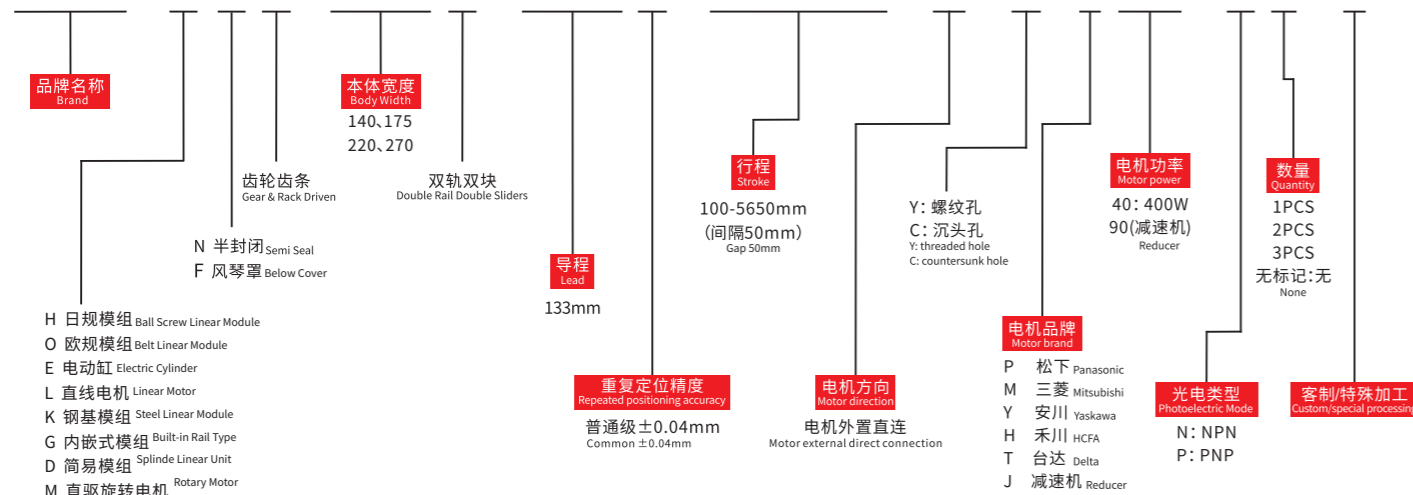 品牌名称
Brand
H 日规模组 Ball Screw Linear Module
O 欧规模组 Belt Linear Module
E 电动缸 Electric Cylinder
L 直线电机 Linear Motor
K 钢基模组 Steel Linear Module
G 内嵌式模组 Built-in Rail Type
D 简易模组 Splinde Linear Unit
M 直驱旋转电机 Rotary Motor
N 半封闭 Semi Seal
F 风琴罩 Below Cover
齿轮齿条
Gear & Rack Driven
本体宽度
Body Width
140、175
220、270
双轨双块
Double Rail Double Sliders
导程
Lead
133mm
重复定位精度
Repeated positioning accuracy
普通级±0.04mm
Common ±0.04mm
行程
Stroke
100-5650mm
（间隔50mm）
Gap 50mm
电机方向
Motor direction
电机外置直连
Motor external direct connection
Y：螺纹孔
C：沉头孔
Y: threaded hole
C: countersunk hole
电机品牌
Motor brand
P 松下 Panasonic
M 三菱 Mitsubishi
Y 安川 Yaskawa
H 禾川 HCFA
T 台达 Delta
J 减速机 Reducer
电机功率
Motor power
40：400W
90(减速机)
Reducer
光电类型
Photoelectric Mode
N：NPN
P：PNP
数量
Quantity
1PCS
2PCS
3PCS
无标记：无
None
客制/特殊加工
Custom/special processing